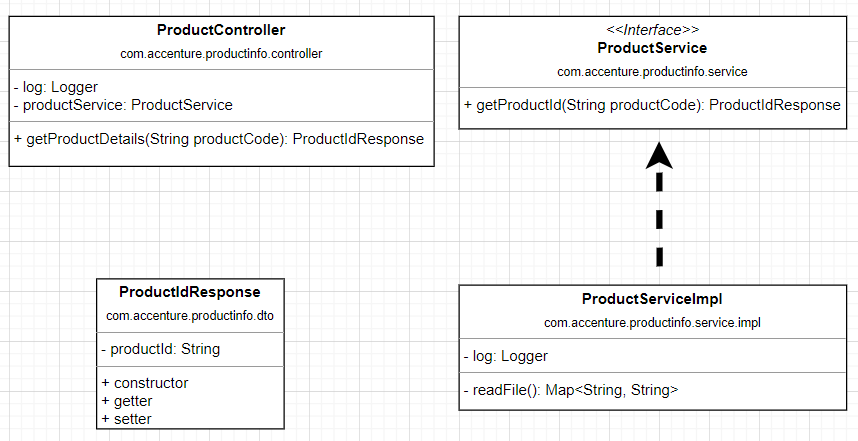 ProductController
com.accenture.productinfo.controller
- log: Logger
- productService: ProductService
+ getProductDetails(String productCode): ProductIdResponse
<<Interface>>
ProductService
com.accenture.productinfo.service
+ getProductId(String productCode): ProductIdResponse
ProductIdResponse
com.accenture.productinfo.dto
- productId: String
+ constructor
+ getter
+ setter
ProductServiceImpl
com.accenture.productinfo.service.impl
- log: Logger
- readFile(): Map<String, String>